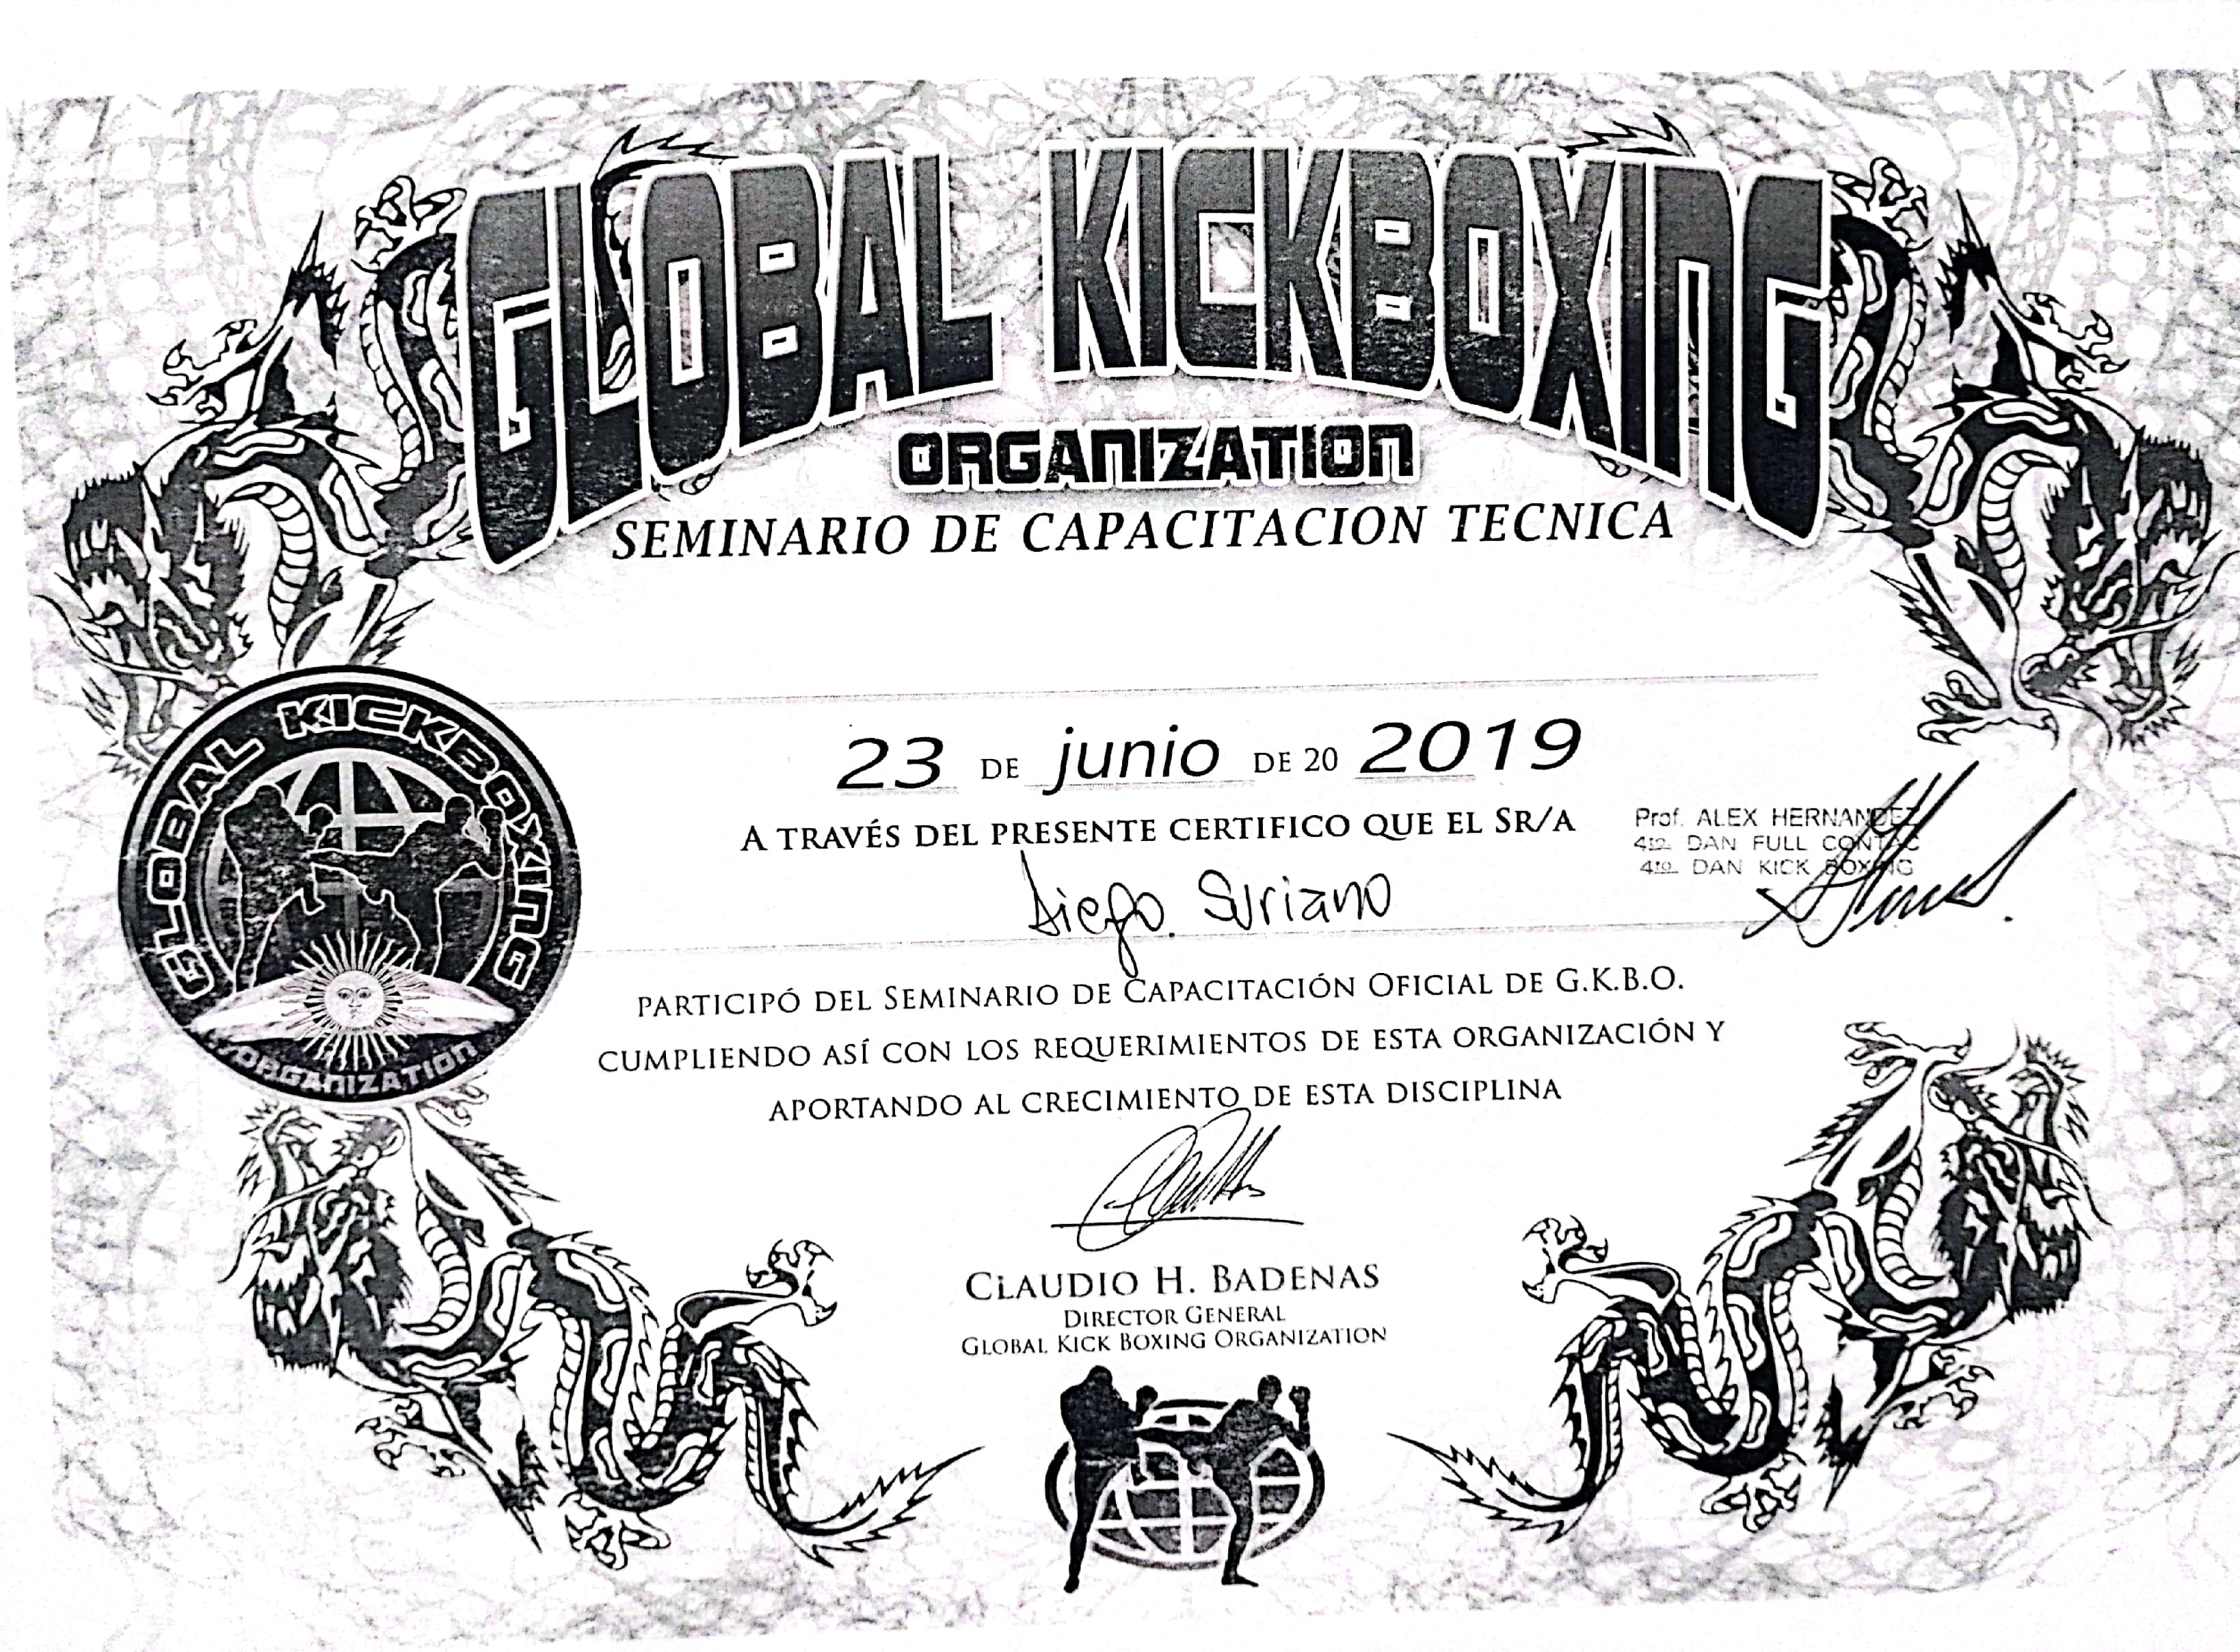 GLOBAL KICKBOXING
ORGANIZATION
SEMINARIO DE CAPACITACION TECNICA
23 DE junio DE 20 2019
A TRAVÉS DEL PRESENTE CERTIFICO QUE EL SR/A
Diego Suriano
Prof. ALEX HERNANDEZ
4to. DAN FULL CONTAC
4to. DAN KICK BOXING
GLOBAL KICKBOXING
ORGANIZATION
PARTICIPÓ DEL SEMINARIO DE CAPACITACIÓN OFICIAL DE G.K.B.O.
CUMPLIENDO ASÍ CON LOS REQUERIMIENTOS DE ESTA ORGANIZACIÓN Y
APORTANDO AL CRECIMIENTO DE ESTA DISCIPLINA
CLAUDIO H. BADENAS
DIRECTOR GENERAL
GLOBAL KICK BOXING ORGANIZATION